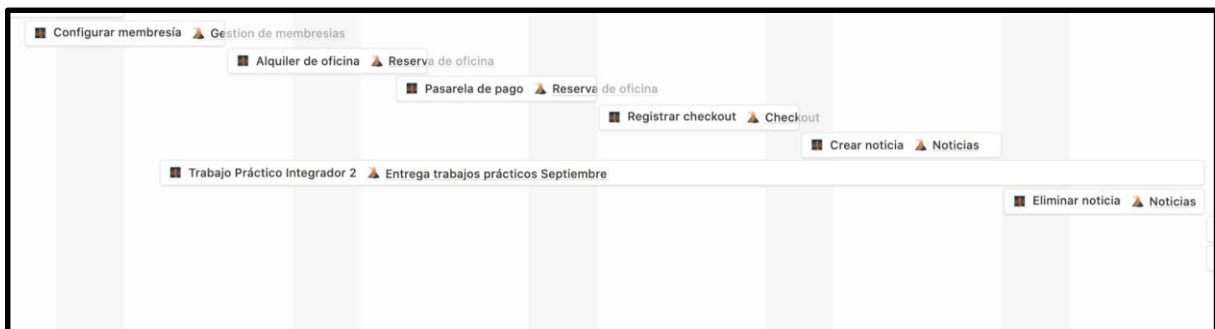 Configurar membresía Gestion de membresías
Alquiler de oficina Reserva de oficina
Pasarela de pago Reserva de oficina
Registrar checkout Checkout
Crear noticia Noticias
Trabajo Práctico Integrador 2 Entrega trabajos prácticos Septiembre
Eliminar noticia Noticias